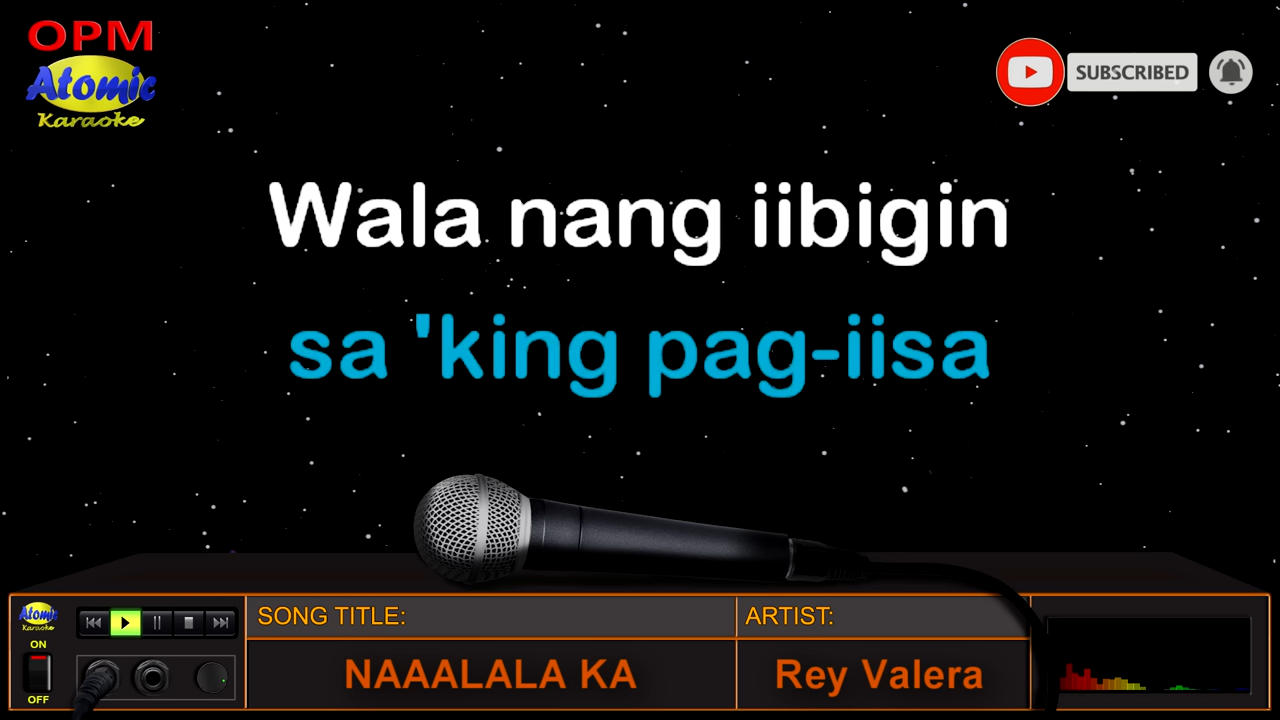 OPM
Atomic
Karaoke
SUBSCRIBED
Wala nang iibigin
sa 'king pag-iisa
Atomic
Karaoke
ON
OFF
SONG TITLE:
NAAALALA KA
ARTIST:
Rey Valera